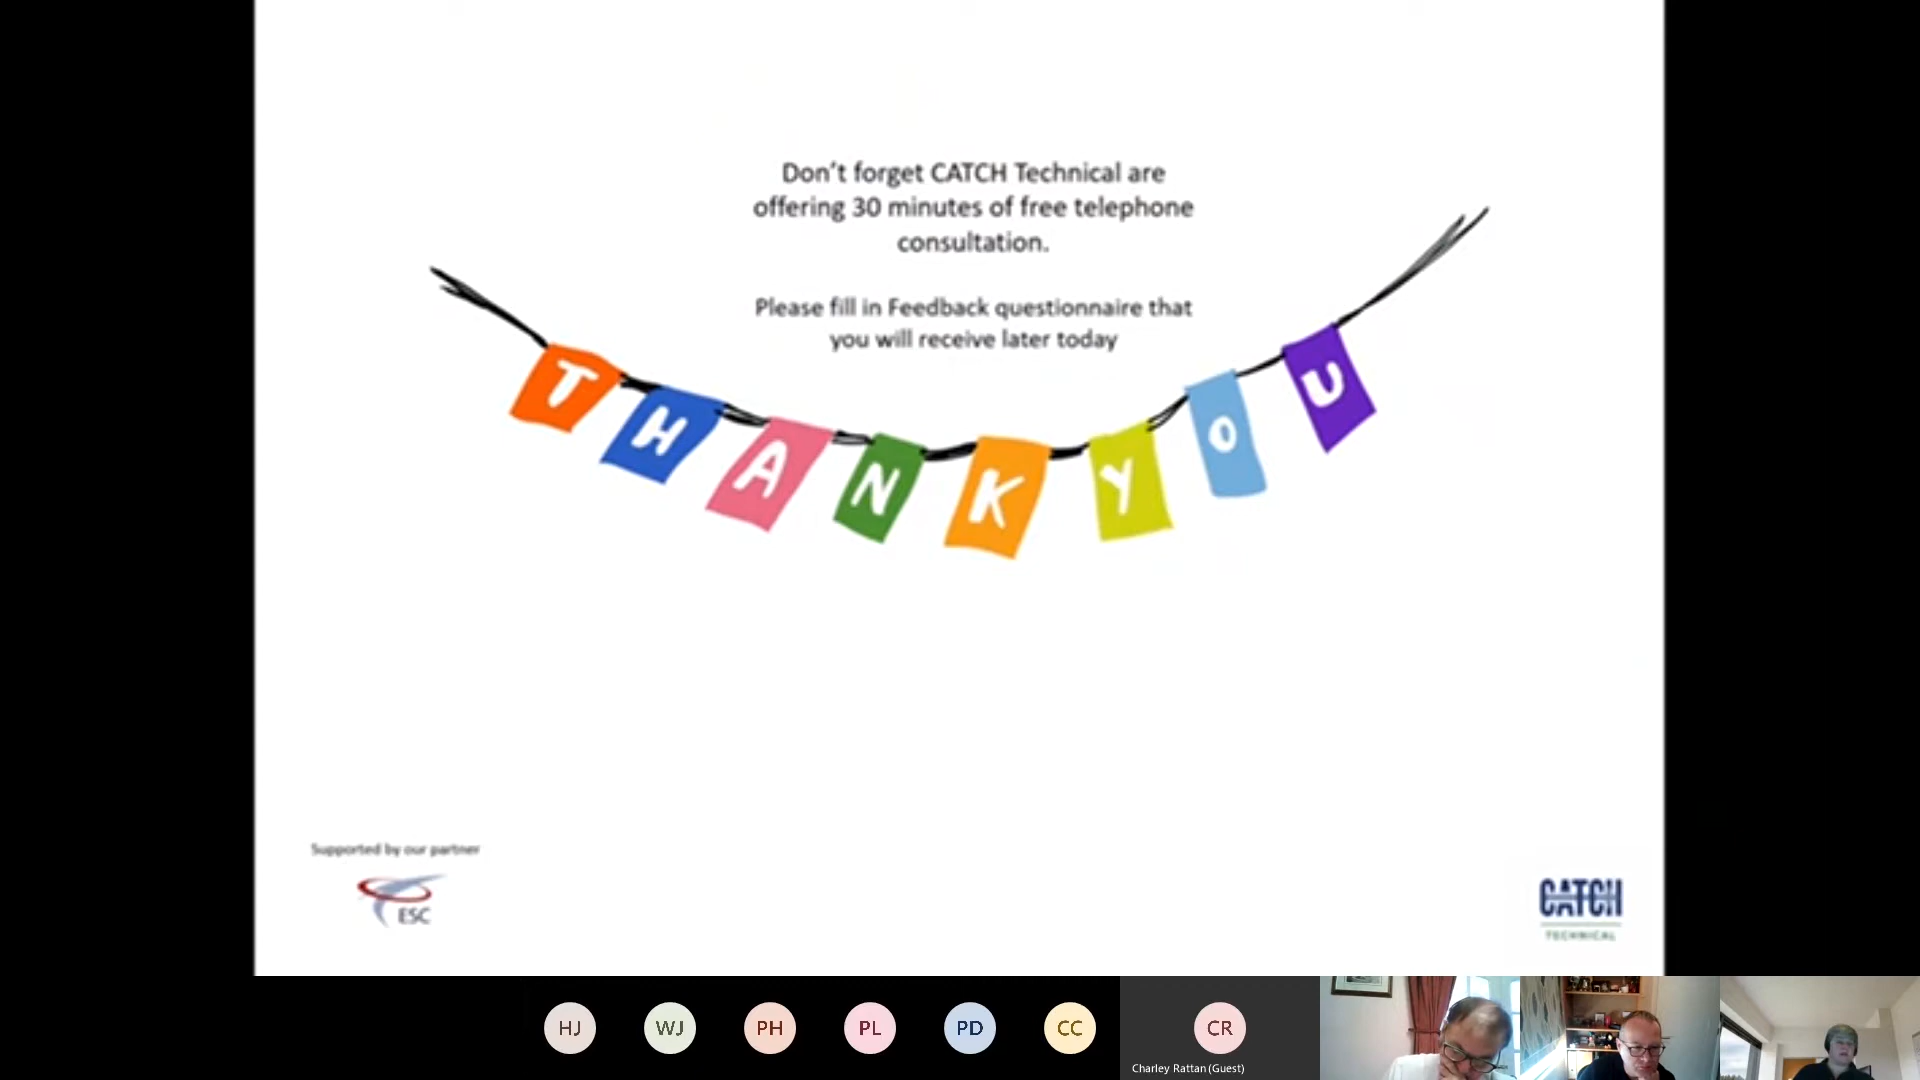 Don't forget CATCH Technical are
offering 30 minutes of free telephone
consultation.
Please fill in Feedback questionnaire that
you will receive later today
THANK YOU
Supported by our partner
ESC
CATCH
TECHNICAL
HJ
WJ
PH
PL
PD
CC
CR
Charley Rattan (Guest)